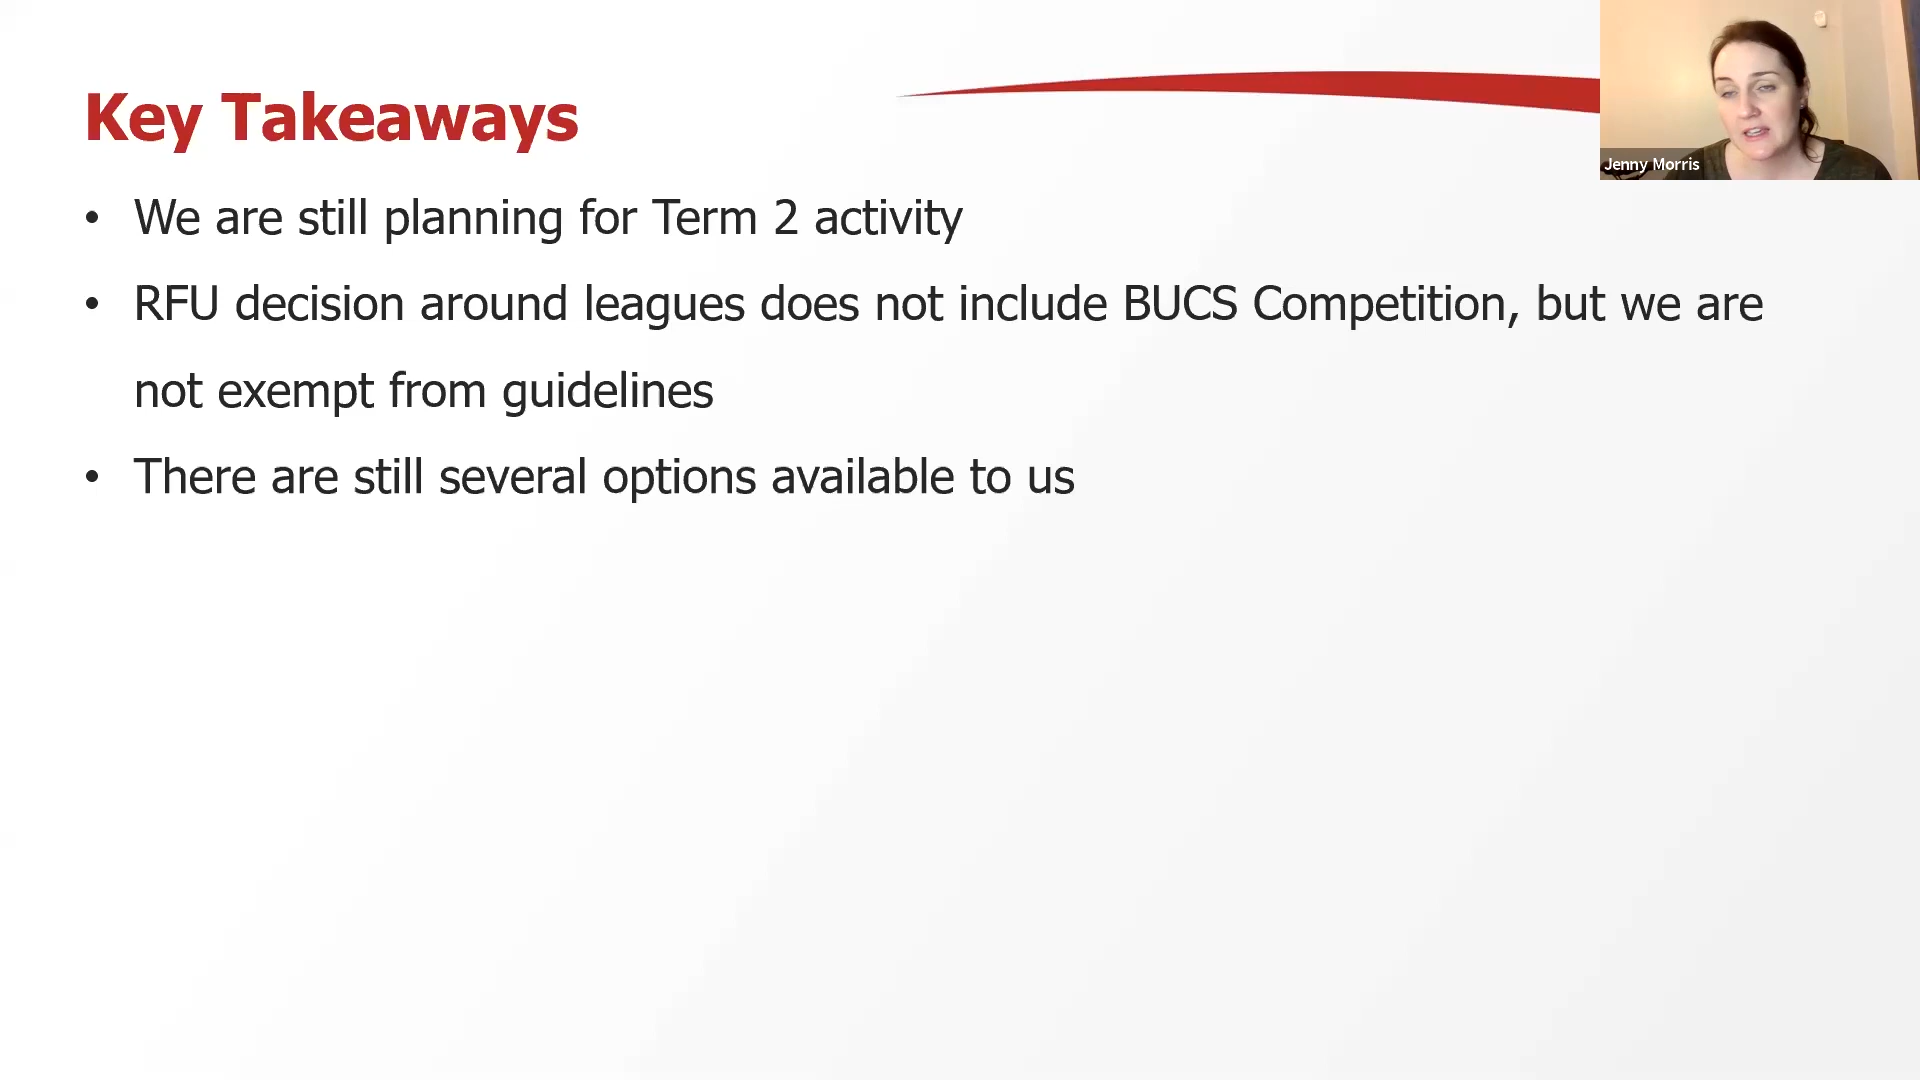 Key Takeaways
Jenny Morris
• We are still planning for Term 2 activity
• RFU decision around leagues does not include BUCS Competition, but we are
not exempt from guidelines
• There are still several options available to us